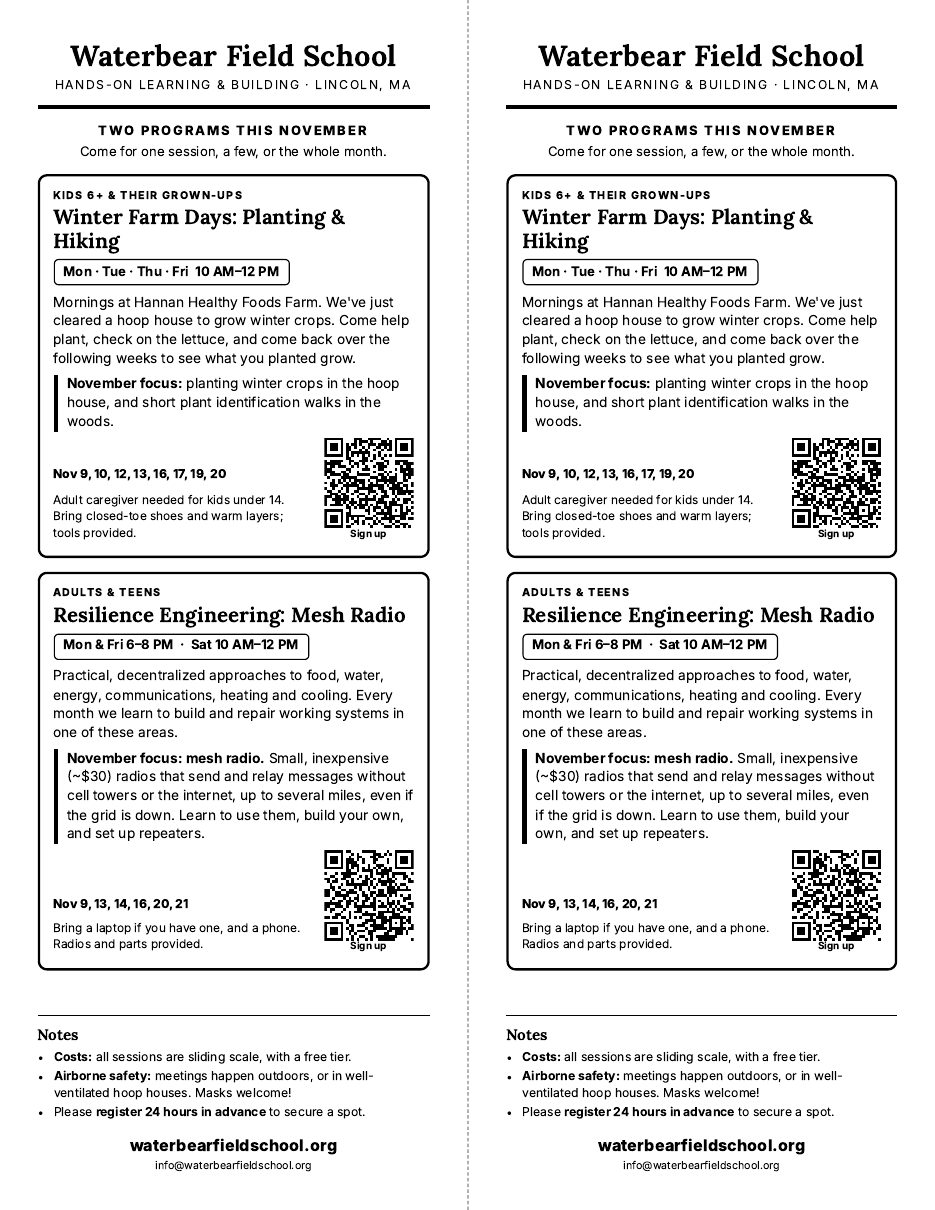 Waterbear Field School
HANDS-ON LEARNING & BUILDING · LINCOLN, MA
TWO PROGRAMS THIS NOVEMBER
Come for one session, a few, or the whole month.
KIDS 6+ & THEIR GROWN-UPS
Winter Farm Days: Planting &
Hiking
Mon · Tue · Thu · Fri 10 AM–12 PM
Mornings at Hannan Healthy Foods Farm. We've just
cleared a hoop house to grow winter crops. Come help
plant, check on the lettuce, and come back over the
following weeks to see what you planted grow.
November focus: planting winter crops in the hoop
house, and short plant identification walks in the
woods.
Nov 9, 10, 12, 13, 16, 17, 19, 20
Adult caregiver needed for kids under 14.
Bring closed-toe shoes and warm layers;
tools provided.
Sign up
ADULTS & TEENS
Resilience Engineering: Mesh Radio
Mon & Fri 6–8 PM · Sat 10 AM–12 PM
Practical, decentralized approaches to food, water,
energy, communications, heating and cooling. Every
month we learn to build and repair working systems in
one of these areas.
November focus: mesh radio. Small, inexpensive
(~$30) radios that send and relay messages without
cell towers or the internet, up to several miles, even if
the grid is down. Learn to use them, build your own,
and set up repeaters.
Nov 9, 13, 14, 16, 20, 21
Bring a laptop if you have one, and a phone.
Radios and parts provided.
Sign up
Notes
• Costs: all sessions are sliding scale, with a free tier.
• Airborne safety: meetings happen outdoors, or in well-
ventilated hoop houses. Masks welcome!
• Please register 24 hours in advance to secure a spot.
waterbearfieldschool.org
info@waterbearfieldschool.org
Waterbear Field School
HANDS-ON LEARNING & BUILDING · LINCOLN, MA
TWO PROGRAMS THIS NOVEMBER
Come for one session, a few, or the whole month.
KIDS 6+ & THEIR GROWN-UPS
Winter Farm Days: Planting &
Hiking
Mon · Tue · Thu · Fri 10 AM–12 PM
Mornings at Hannan Healthy Foods Farm. We've just
cleared a hoop house to grow winter crops. Come help
plant, check on the lettuce, and come back over the
following weeks to see what you planted grow.
November focus: planting winter crops in the hoop
house, and short plant identification walks in the
woods.
Nov 9, 10, 12, 13, 16, 17, 19, 20
Adult caregiver needed for kids under 14.
Bring closed-toe shoes and warm layers;
tools provided.
Sign up
ADULTS & TEENS
Resilience Engineering: Mesh Radio
Mon & Fri 6–8 PM · Sat 10 AM–12 PM
Practical, decentralized approaches to food, water,
energy, communications, heating and cooling. Every
month we learn to build and repair working systems in
one of these areas.
November focus: mesh radio. Small, inexpensive
(~$30) radios that send and relay messages without
cell towers or the internet, up to several miles, even
if the grid is down. Learn to use them, build your
own, and set up repeaters.
Nov 9, 13, 14, 16, 20, 21
Bring a laptop if you have one, and a phone.
Radios and parts provided.
Sign up
Notes
• Costs: all sessions are sliding scale, with a free tier.
• Airborne safety: meetings happen outdoors, or in well-
ventilated hoop houses. Masks welcome!
• Please register 24 hours in advance to secure a spot.
waterbearfieldschool.org
info@waterbearfieldschool.org